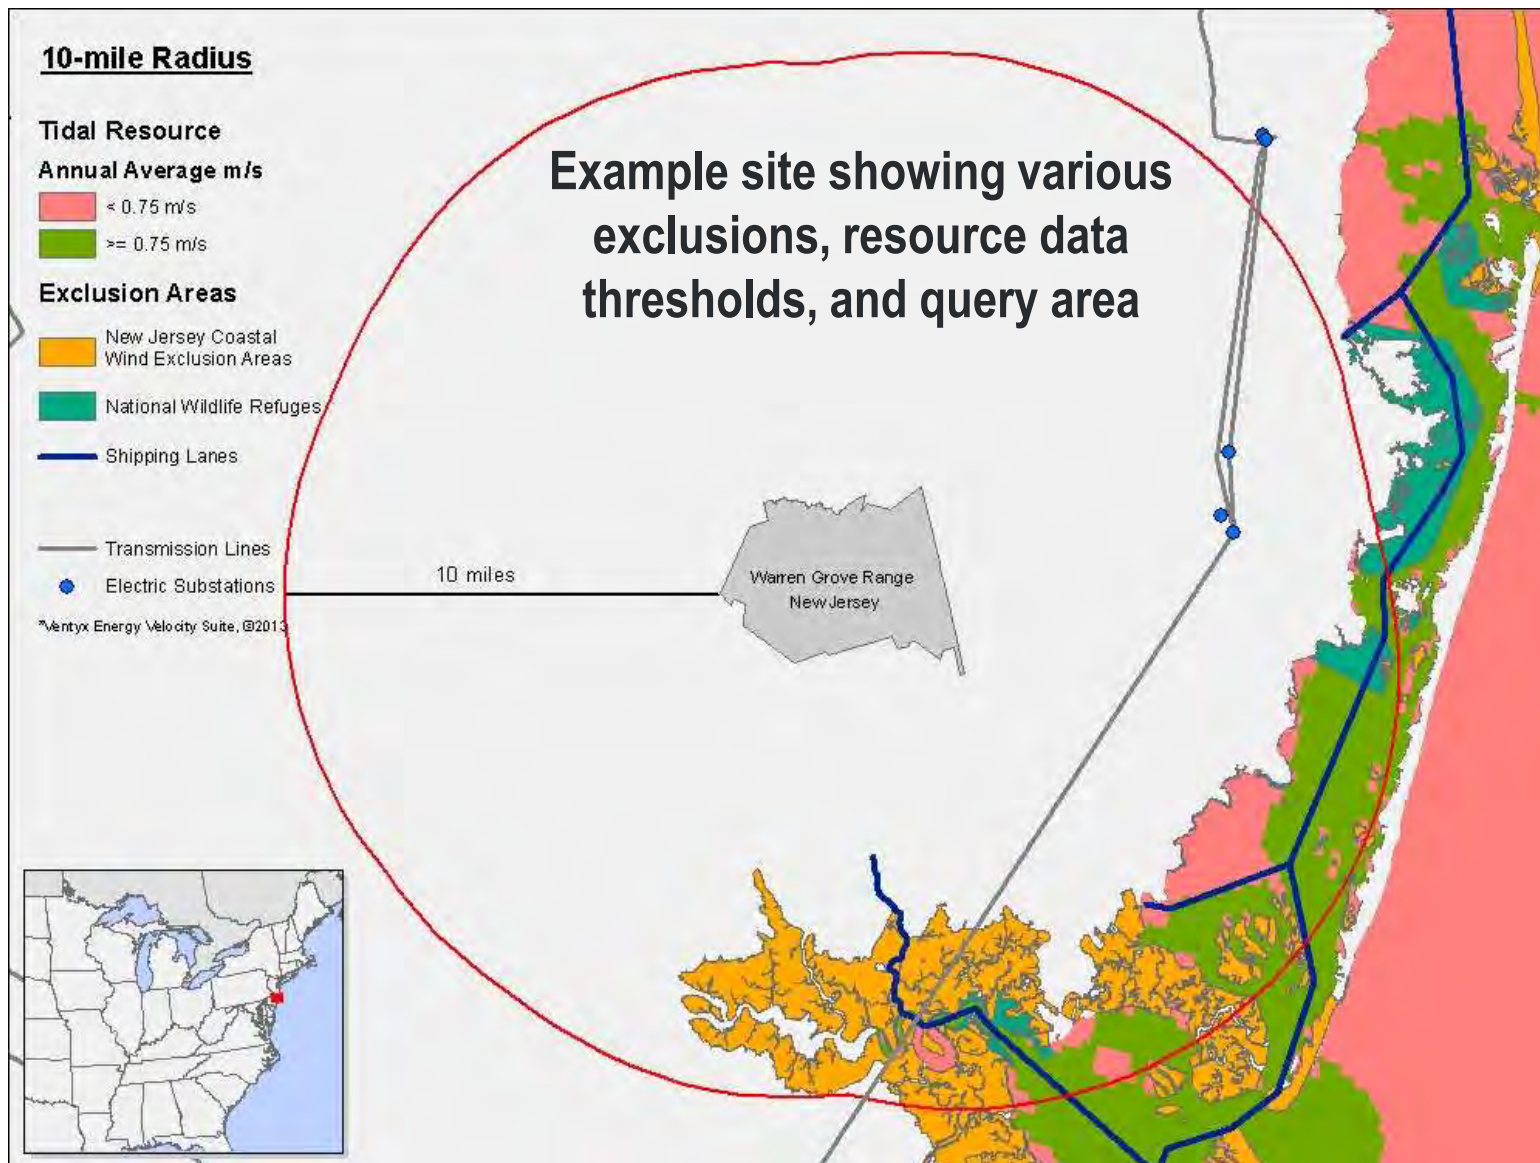 10-mile Radius
Tidal Resource
Annual Average m/s
< 0.75 m/s
>= 0.75 m/s
Exclusion Areas
New Jersey Coastal
Wind Exclusion Areas
National Wildlife Refuges
Shipping Lanes
Transmission Lines
Electric Substations
*Ventyx Energy Velocity Suite, ©2013
Example site showing various
exclusions, resource data
thresholds, and query area
10 miles
Warren Grove Range
New Jersey